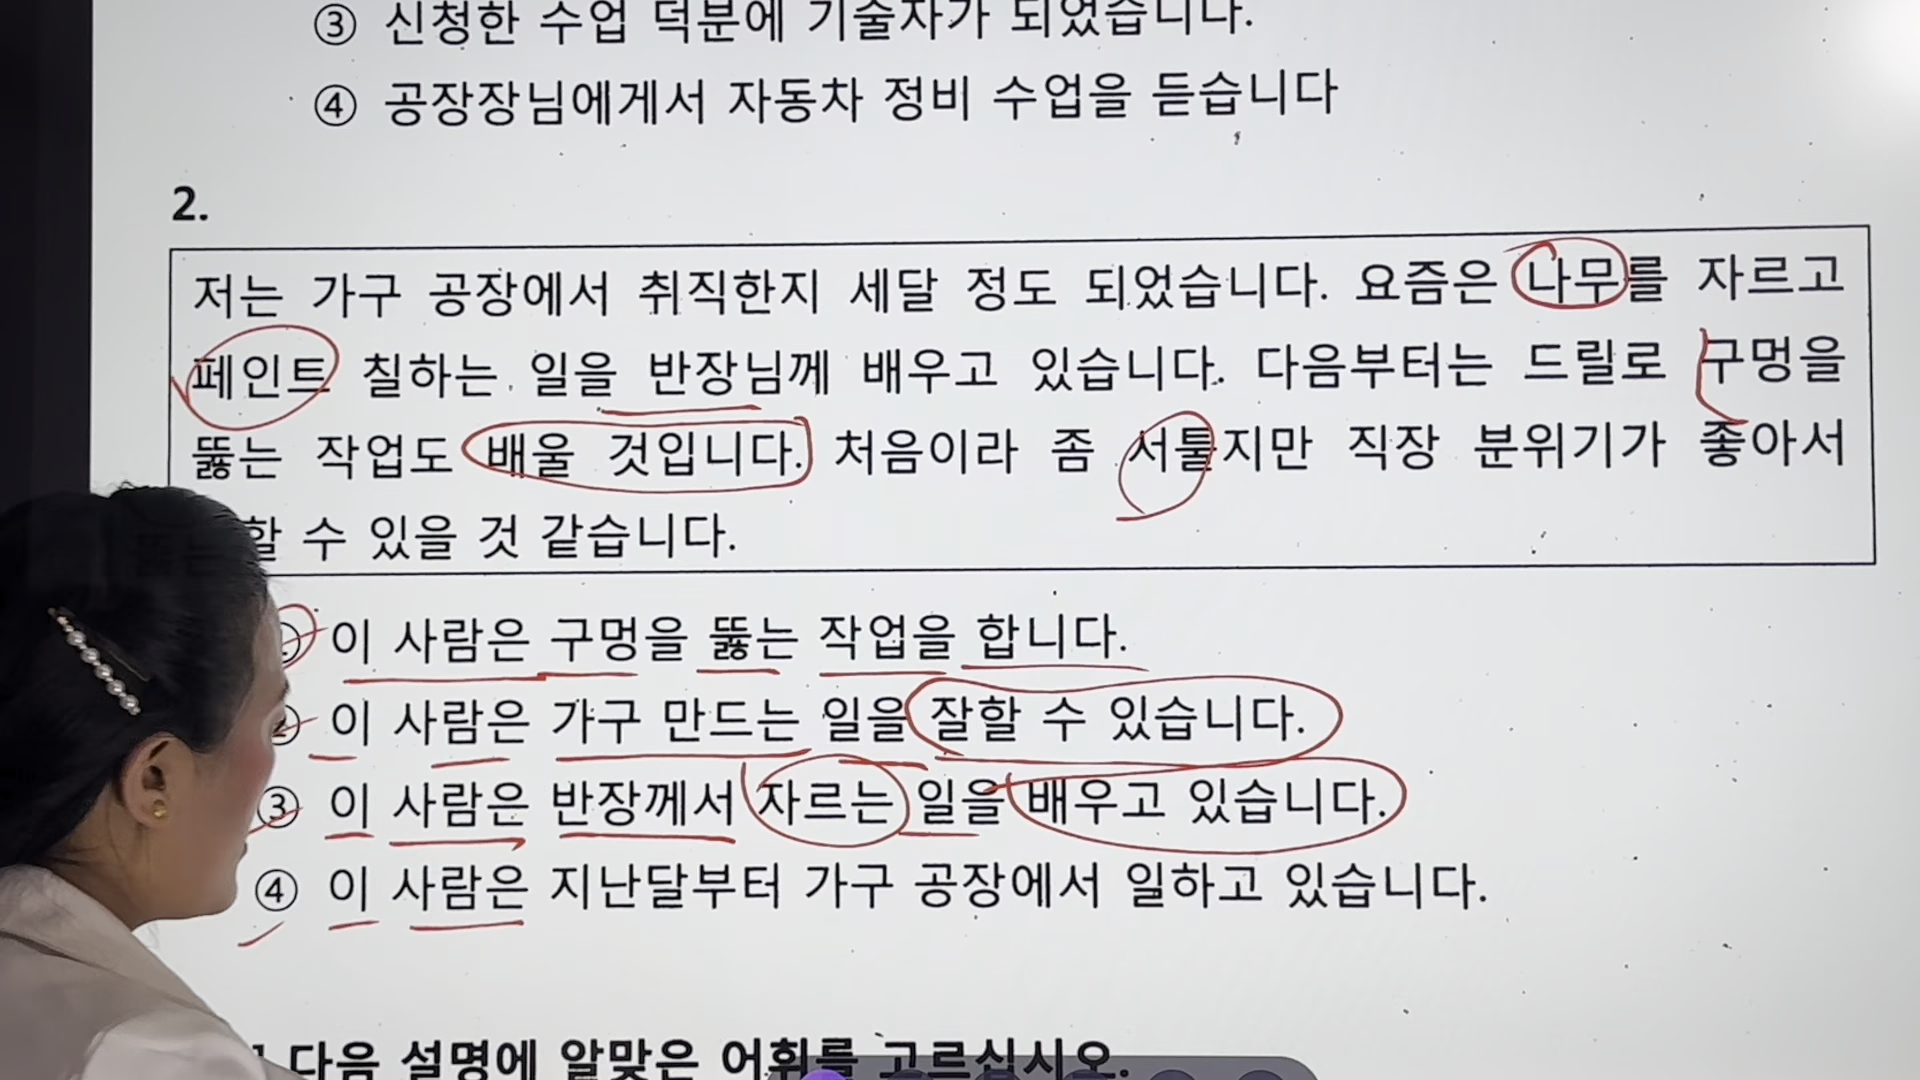 ③ 신청한 수업 덕분에 기술자가 되었습니다.
④ 공장장님에게서 자동차 정비 수업을 듣습니다
2.
저는 가구 공장에서 취직한지 세달 정도 되었습니다. 요즘은 나무를 자르고
페인트 칠하는 일을 반장님께 배우고 있습니다. 다음부터는 드릴로 구멍을
뚫는 작업도 배울 것입니다. 처음이라 좀 서툴지만 직장 분위기가 좋아서
할 수 있을 것 같습니다.
① 이 사람은 구멍을 뚫는 작업을 합니다.
② 이 사람은 가구 만드는 일을 잘할 수 있습니다.
③ 이 사람은 반장께서 자르는 일을 배우고 있습니다.
④ 이 사람은 지난달부터 가구 공장에서 일하고 있습니다.
] 다음 설명에 알맞은 어휘를 고르십시오.